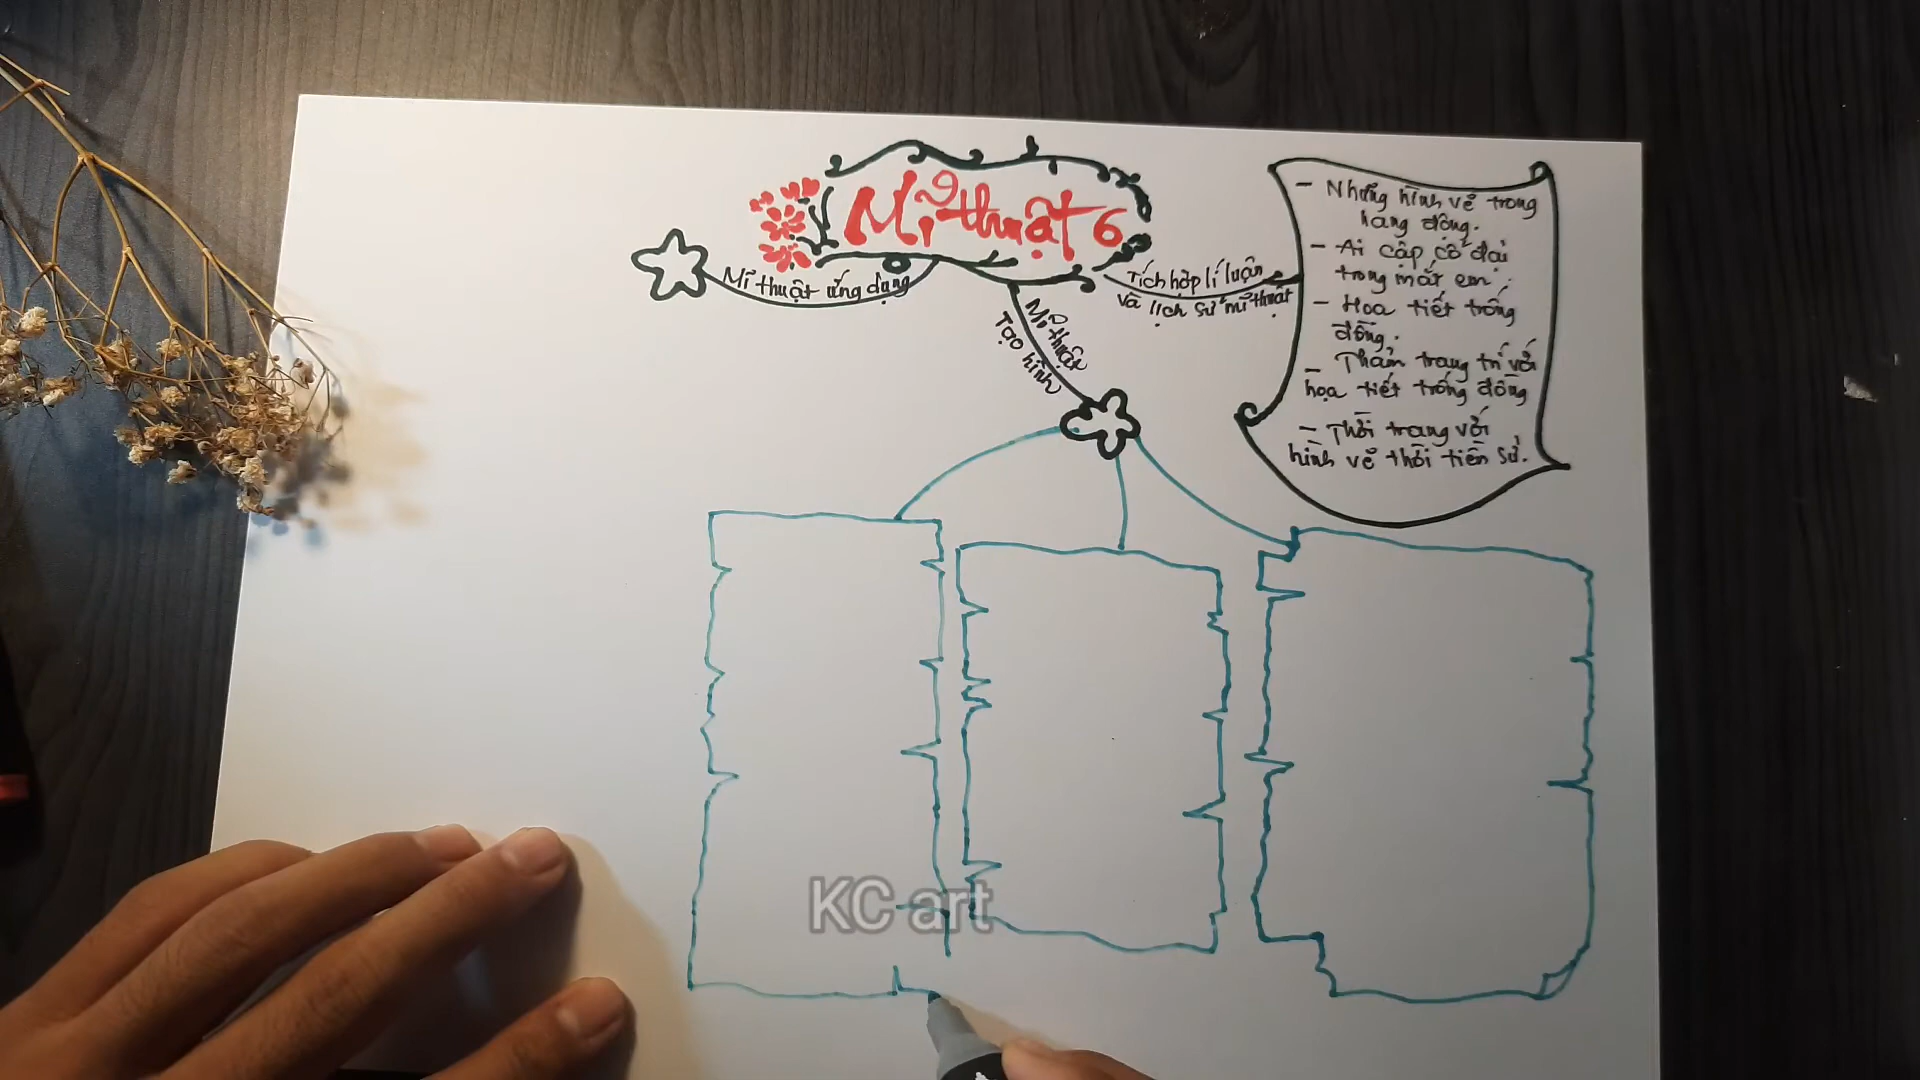 Mĩ thuật 6
Mĩ thuật ứng dụng
Mĩ thuật
Tạo hình
Tích hợp lí luận
và lịch sử mĩ thuật
- Những hình vẽ trong
hang động.
- Ai cập cổ đại
trong mắt em.
- Họa tiết trống
đồng.
- Thảm trang trí với
họa tiết trống đồng
- Thời trang với
hình vẽ thời tiền sử.
KC art